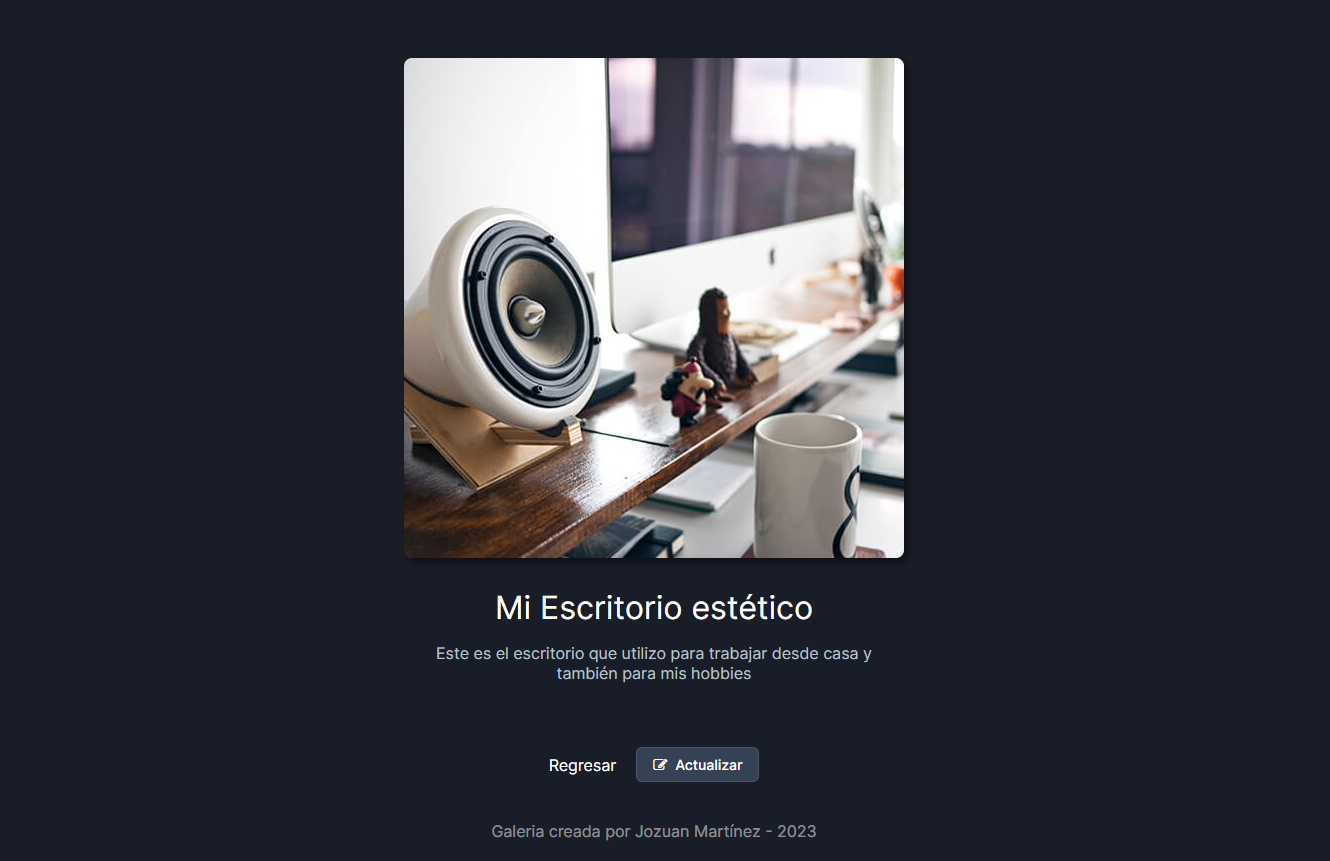 Mi Escritorio estético
Este es el escritorio que utilizo para trabajar desde casa y
también para mis hobbies
Regresar
Actualizar
Galeria creada por Jozuan Martínez - 2023